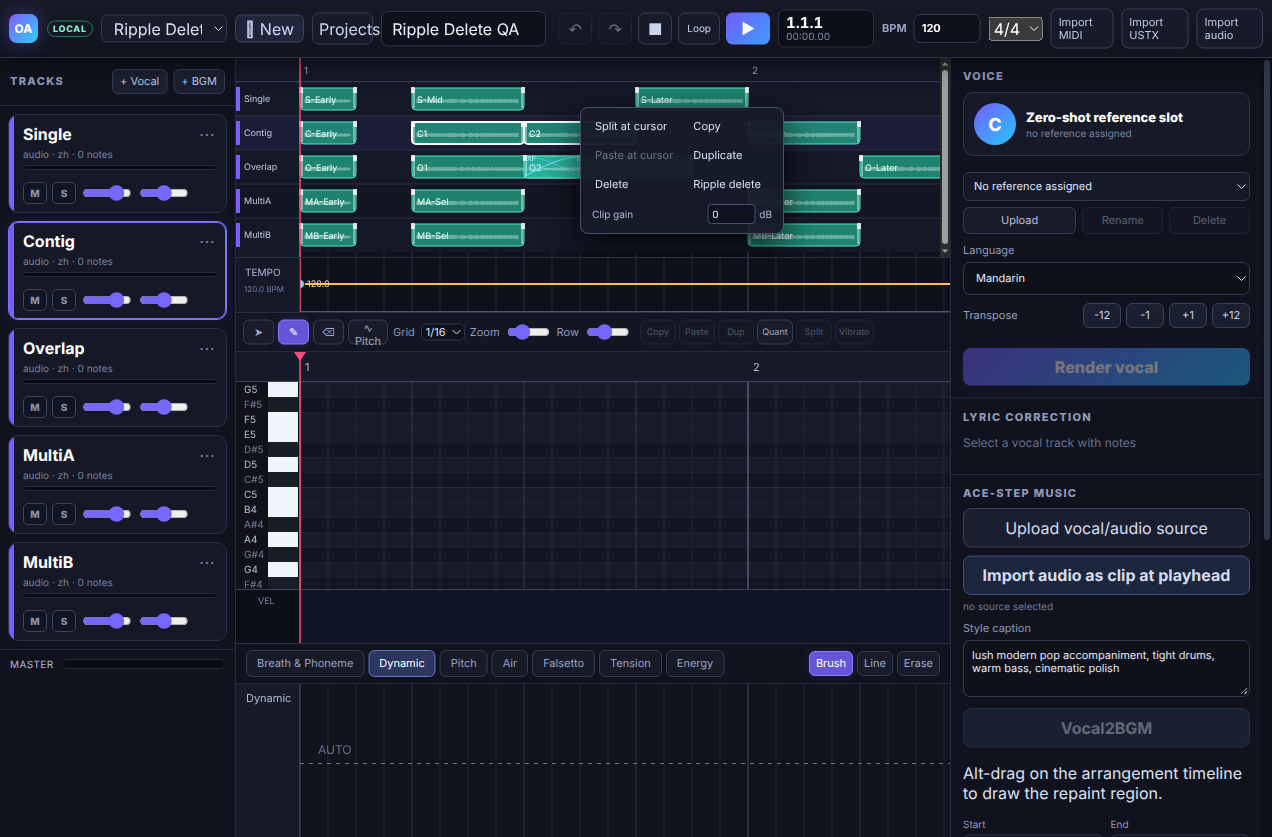 OA
LOCAL
Ripple Delet
New
Projects
Ripple Delete QA
Loop
1.1.1
00:00.00
BPM
120
4/4
Import MIDI
Import USTX
Import audio
TRACKS
+ Vocal
+ BGM
Single
audio · zh · 0 notes
M
S
Contig
audio · zh · 0 notes
M
S
Overlap
audio · zh · 0 notes
M
S
MultiA
audio · zh · 0 notes
M
S
MultiB
audio · zh · 0 notes
M
S
MASTER
1
2
Single
S-Early
S-Mid
S-Later
Contig
C-Early
C1
C2
Overlap
O-Early
O1
XF
O2
O-Later
MultiA
MA-Early
MA-Sel
MultiB
MB-Early
MB-Sel
MB-Later
Split at cursor
Copy
Paste at cursor
Duplicate
Delete
Ripple delete
Clip gain
0
dB
TEMPO
120.0 BPM
120.0
Pitch
Grid
1/16
Zoom
Row
Copy
Paste
Dup
Quant
Split
Vibrato
1
2
G5
F#5
F5
E5
D#5
D5
C#5
C5
B4
A#4
A4
G#4
G4
F#4
VEL
Breath & Phoneme
Dynamic
Pitch
Air
Falsetto
Tension
Energy
Brush
Line
Erase
Dynamic
AUTO
VOICE
C
Zero-shot reference slot
no reference assigned
No reference assigned
Upload
Rename
Delete
Language
Mandarin
Transpose
-12
-1
+1
+12
Render vocal
LYRIC CORRECTION
Select a vocal track with notes
ACE-STEP MUSIC
Upload vocal/audio source
Import audio as clip at playhead
no source selected
Style caption
lush modern pop accompaniment, tight drums,
warm bass, cinematic polish
Vocal2BGM
Alt-drag on the arrangement timeline
to draw the repaint region.
Start
End